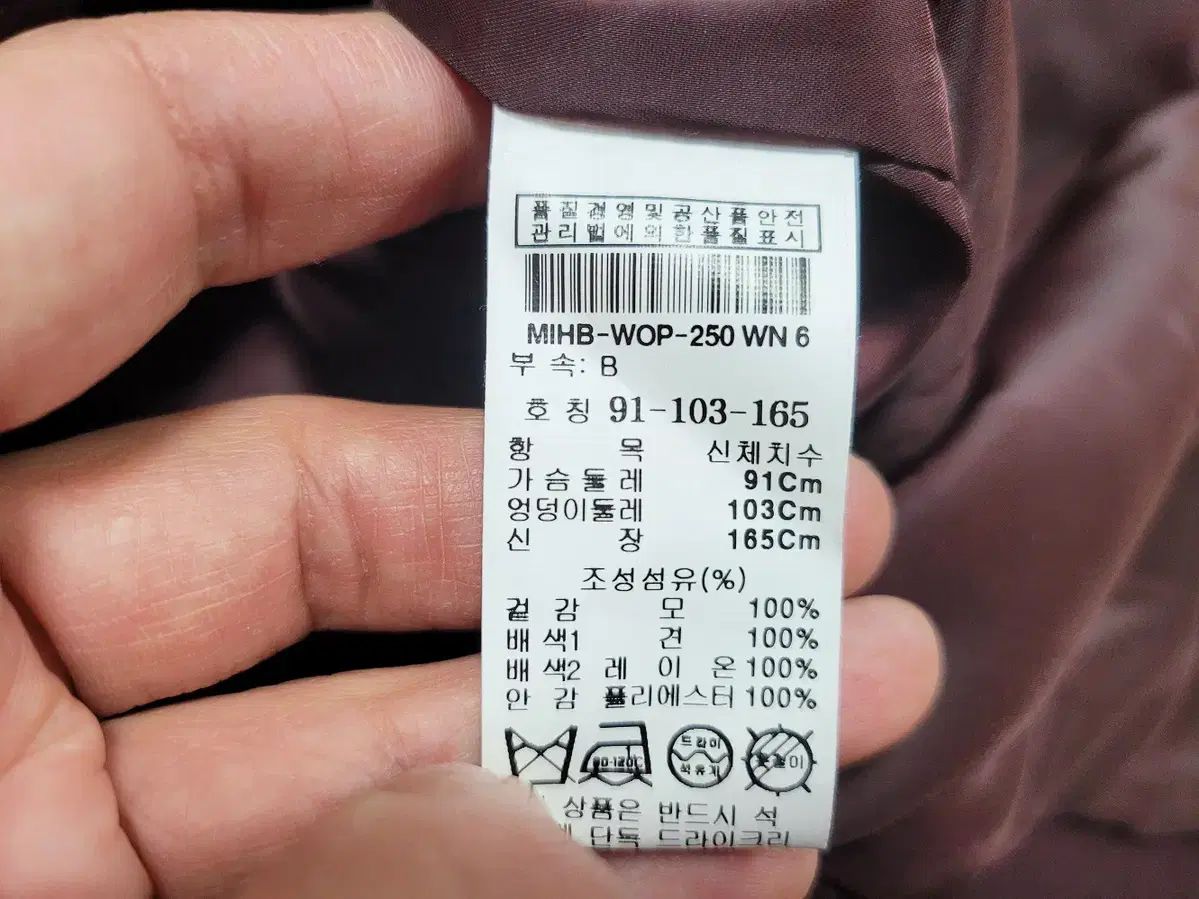 품질경영및공산품안전
관리법에의한품질표시
MIHB-WOP-250 WN 6
부 속: B
호 칭 91-103-165
항 목 신체치수
가 슴 둘 레 91Cm
엉덩이둘레 103Cm
신 장 165Cm
조성섬유(%)
겉 감 모 100%
배 색1 견 100%
배 색2 레 이 온 100%
안 감 폴리에스터 100%
80-120C
드라이
석유계
상품은 반드시 석
단독 드라이크리